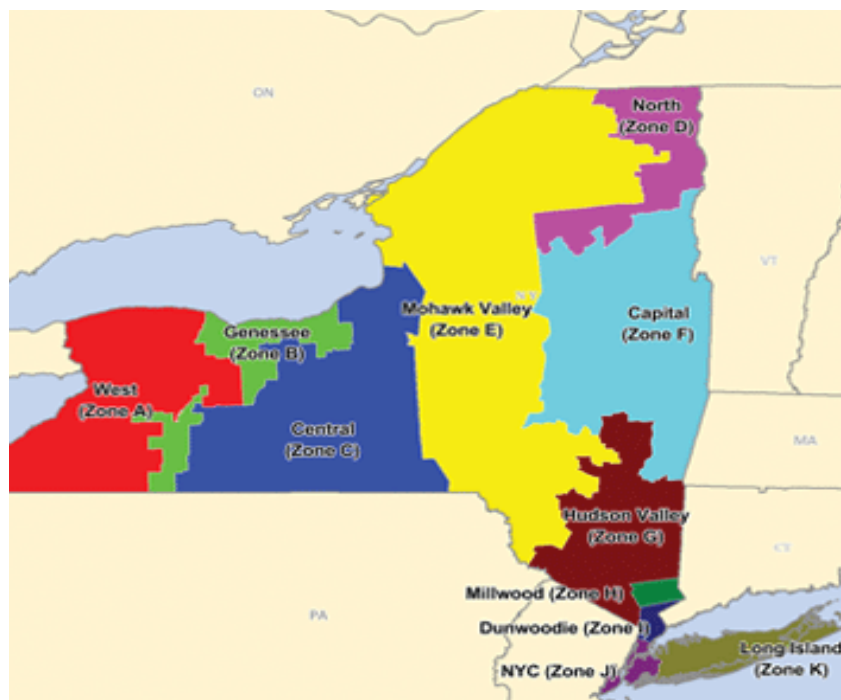 North
(Zone D)
ON
VT
NY
Mohawk Valley
(Zone E)
Capital
(Zone F)
Genessee
(Zone B)
West
(Zone A)
Central
(Zone C)
MA
Hudson Valley
(Zone G)
CT
Millwood (Zone H)
PA
Dunwoodie (Zone I)
Long Island
(Zone K)
NYC (Zone J)